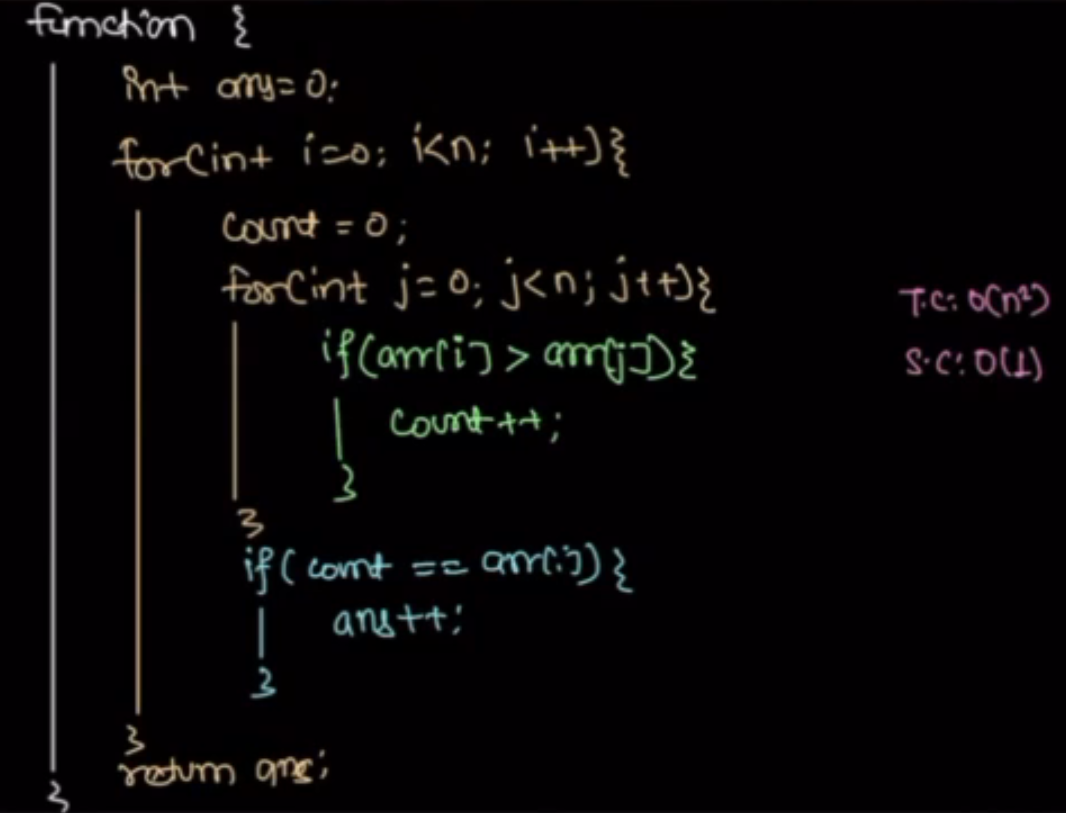 function {
int ans=0;
for(int i=0; i<n; i++){
count = 0;
for(int j=0; j<n; j++){
if(arr[i] > arr[j]){
count++;
}
}
if( count == arr[i]){
ans++;
}
}
return ans;
}
T.C: O(n²)
S.C: O(1)